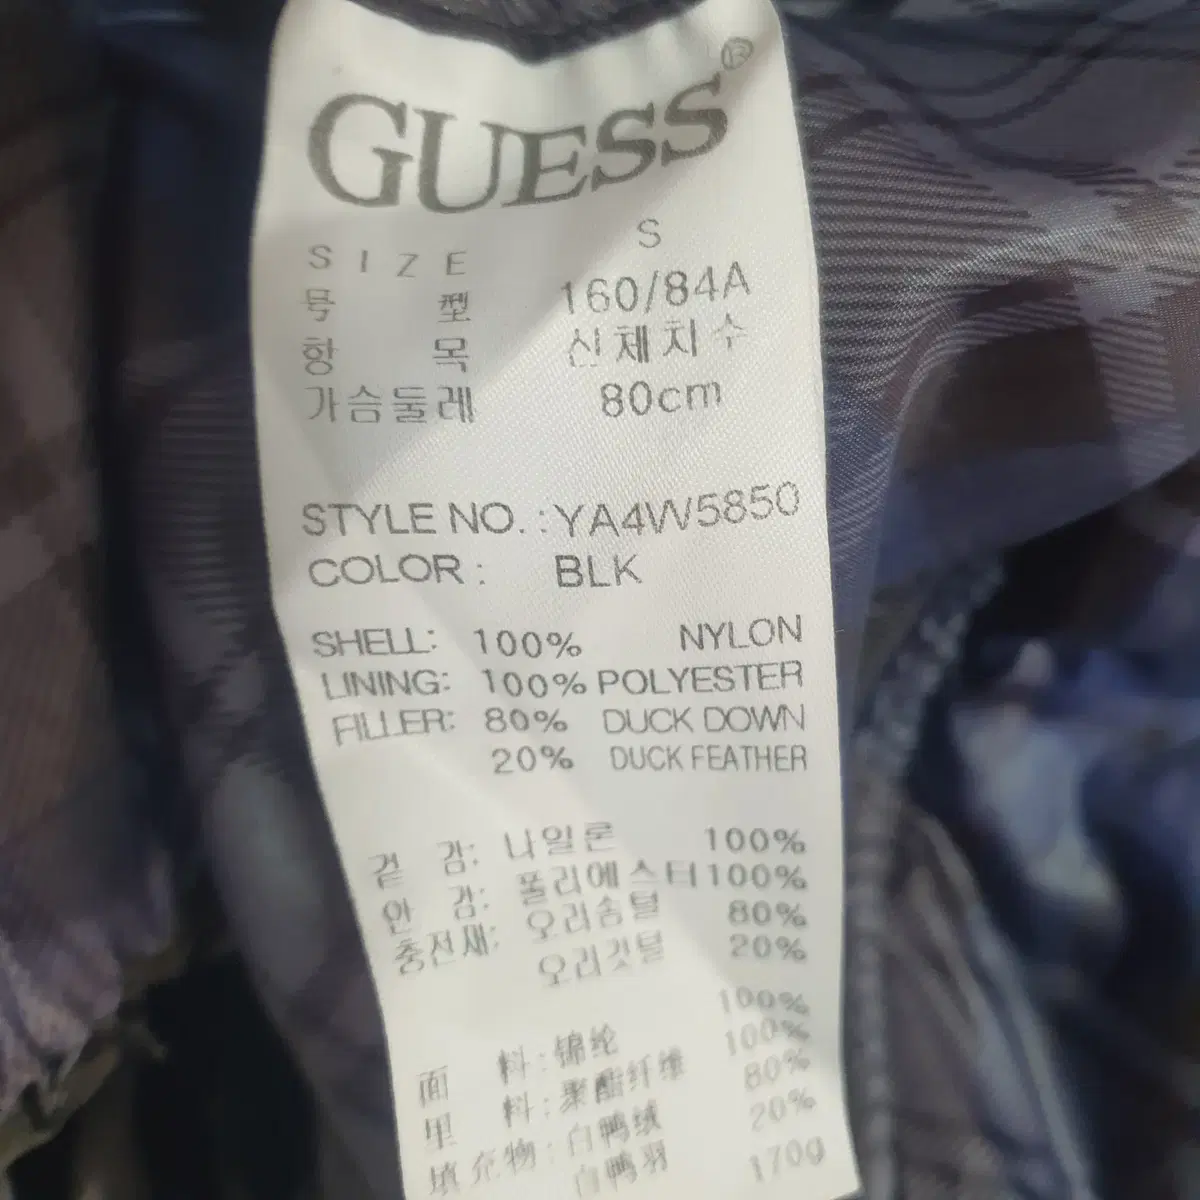 GUESS®
SIZE S
号 型 160/84A
항 목 신체치수
가슴둘레 80cm
STYLE NO. : YA4W5850
COLOR : BLK
SHELL: 100% NYLON
LINING: 100% POLYESTER
FILLER: 80% DUCK DOWN
20% DUCK FEATHER
겉 감: 나일론 100%
안 감: 폴리에스터 100%
충전재: 오리솜털 80%
오리깃털 20%
面 料: 锦纶 100%
里 料: 聚酯纤维 100%
填充物: 白鸭绒 80%
白鸭羽 20%
170g